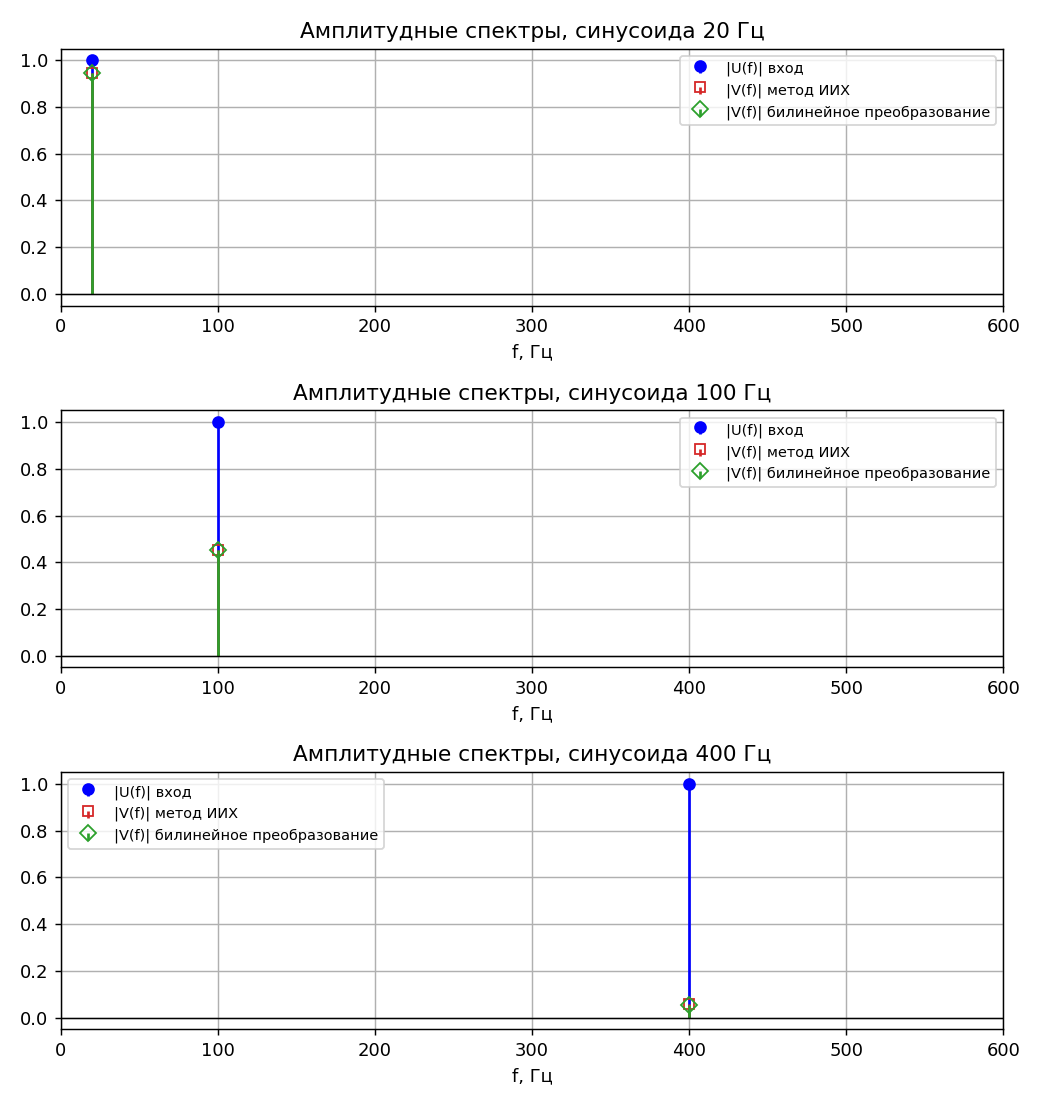 Амплитудные спектры, синусоида 20 Гц
1.0
0.8
0.6
0.4
0.2
0.0
|U(f)| вход
|V(f)| метод ИИХ
|V(f)| билинейное преобразование
0 100 200 300 400 500 600
f, Гц
Амплитудные спектры, синусоида 100 Гц
1.0
0.8
0.6
0.4
0.2
0.0
|U(f)| вход
|V(f)| метод ИИХ
|V(f)| билинейное преобразование
0 100 200 300 400 500 600
f, Гц
Амплитудные спектры, синусоида 400 Гц
1.0
0.8
0.6
0.4
0.2
0.0
|U(f)| вход
|V(f)| метод ИИХ
|V(f)| билинейное преобразование
0 100 200 300 400 500 600
f, Гц